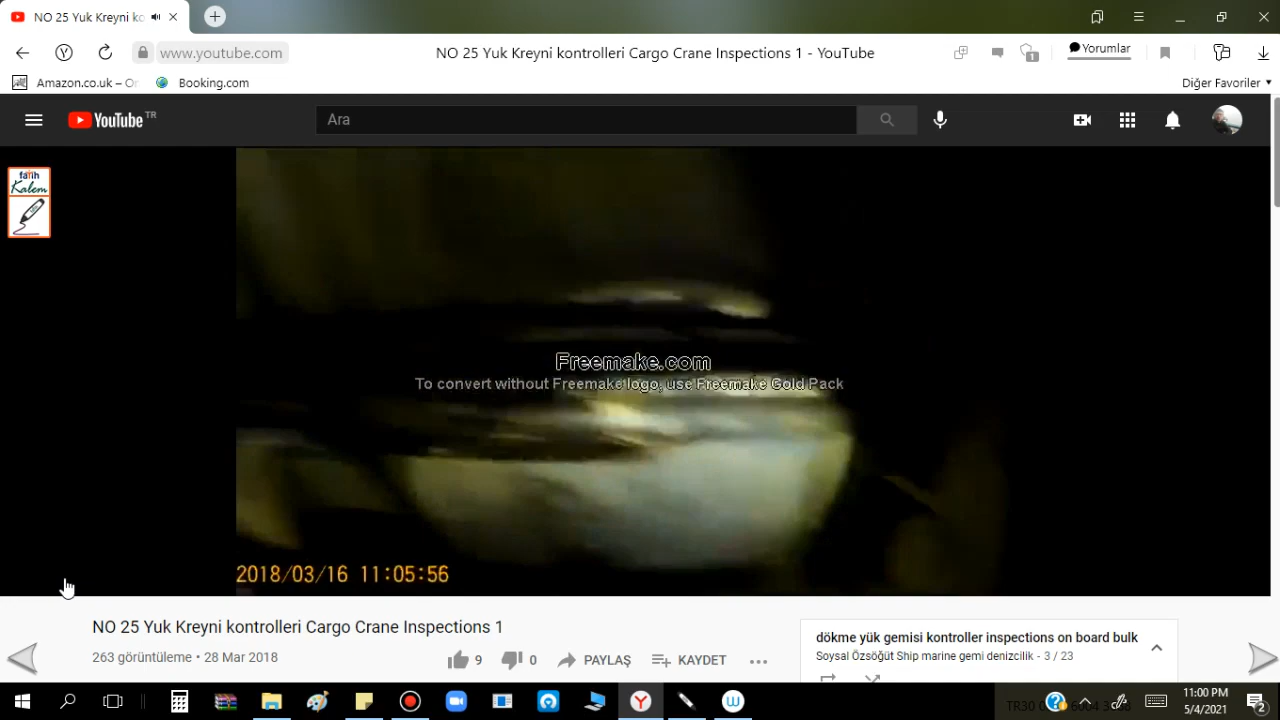 NO 25 Yuk Kreyni ko
www.youtube.com
NO 25 Yuk Kreyni kontrolleri Cargo Crane Inspections 1 - YouTube
1
Yorumlar
Amazon.co.uk – Or
Booking.com
Diğer Favoriler
YouTube TR
Ara
fatih
Kalem
Freemake.com
To convert without Freemake logo, use Freemake Gold Pack
2018/03/16 11:05:56
NO 25 Yuk Kreyni kontrolleri Cargo Crane Inspections 1
263 görüntüleme • 28 Mar 2018
9
0
PAYLAŞ
KAYDET
dökme yük gemisi kontroller inspections on board bulk
Soysal Özsöğüt Ship marine gemi denizcilik - 3 / 23
11:00 PM
5/4/2021
2